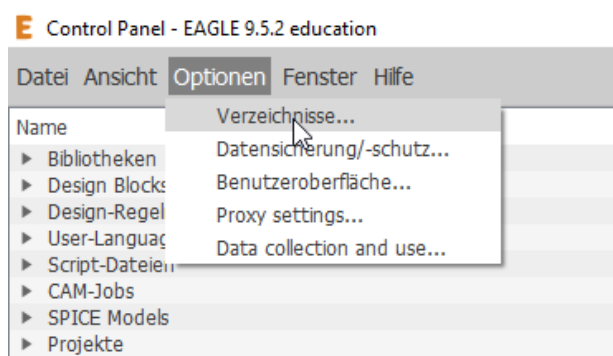 E Control Panel - EAGLE 9.5.2 education
Datei Ansicht Optionen Fenster Hilfe
Verzeichnisse...
Datensicherung/-schutz...
Benutzeroberfläche...
Proxy settings...
Data collection and use...
Name
Bibliotheken
Design Blocks
Design-Regel
User-Languag
Script-Dateien
CAM-Jobs
SPICE Models
Projekte